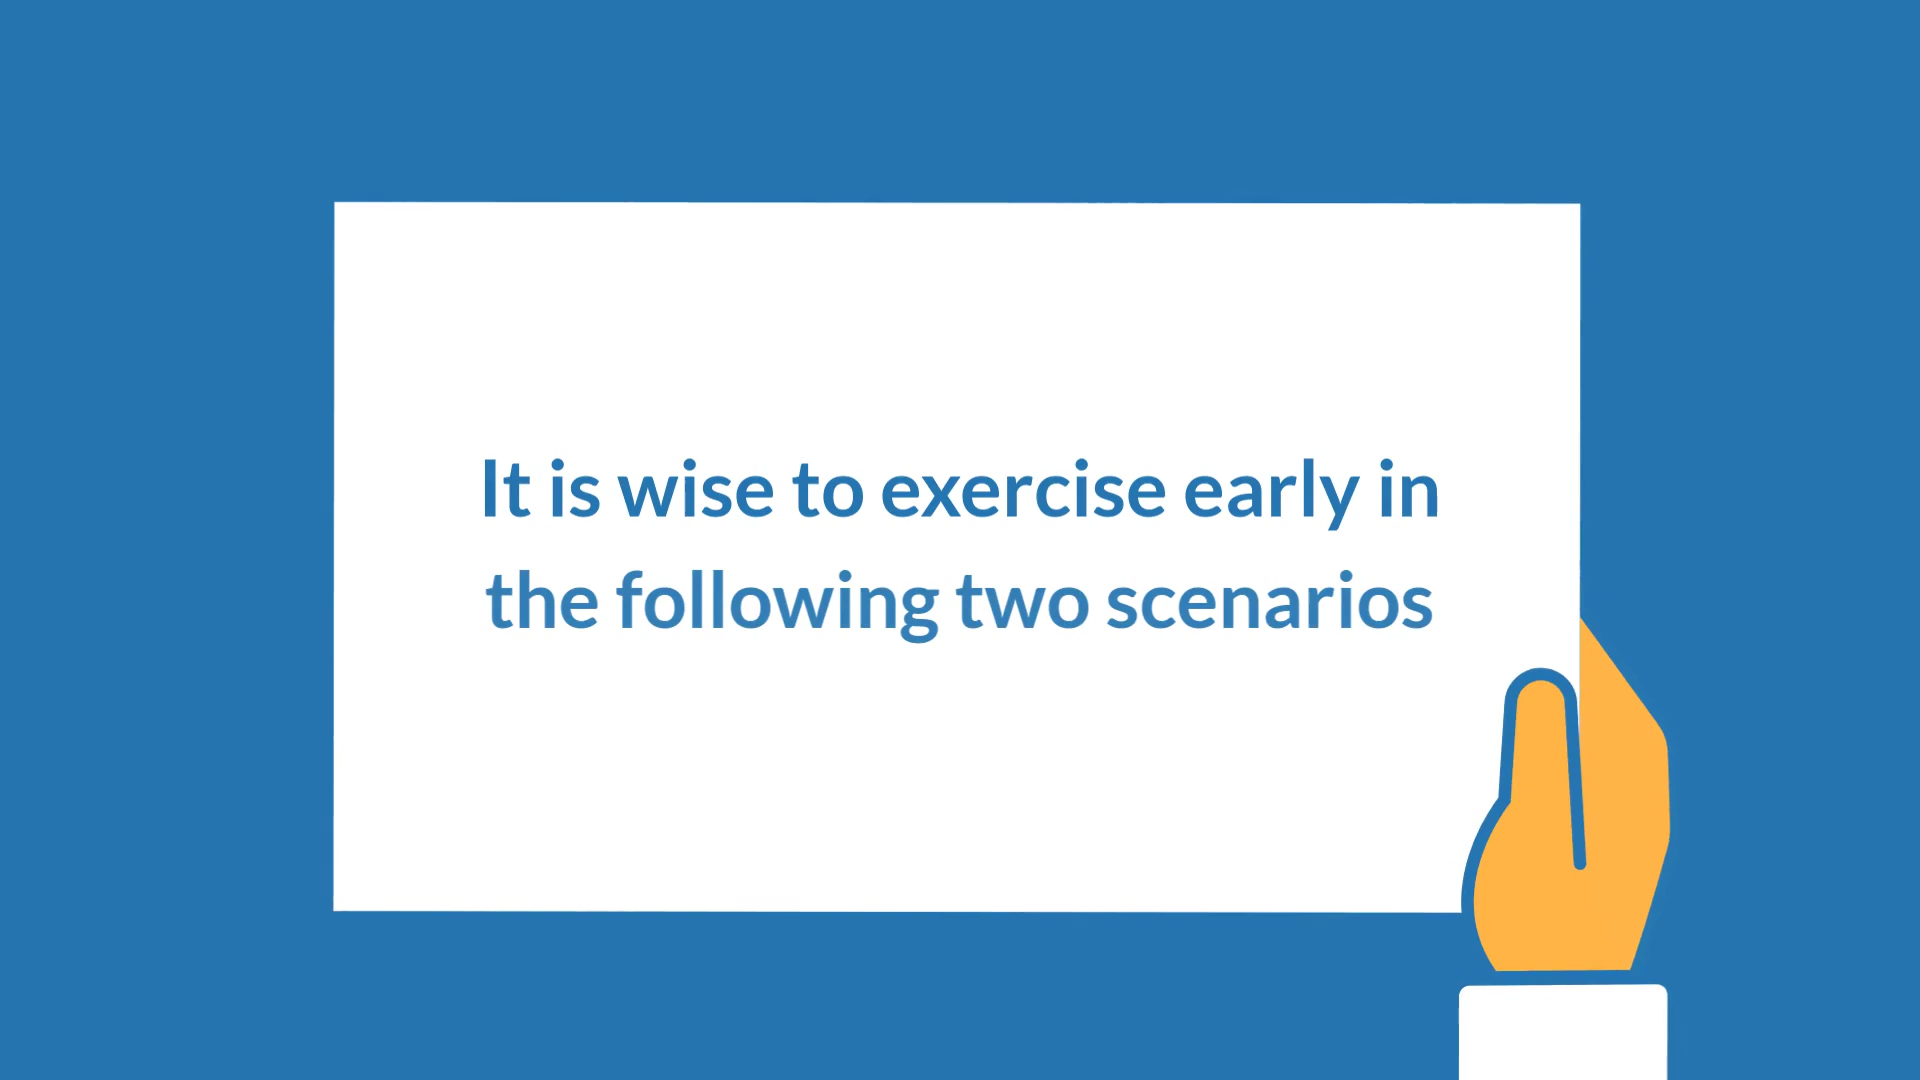 It is wise to exercise early in
the following two scenarios